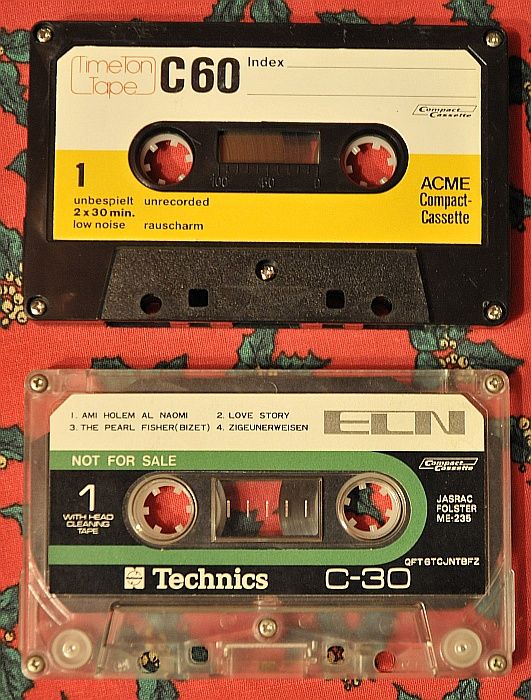 TimeTon Tape C60 Index
Compact Cassette
1
unbespielt unrecorded
2 x 30 min.
low noise rauscharm
100 50 0
ACME
Compact-
Cassette
1. AMI HOLEM AL NAOMI 2. LOVE STORY
3. THE PEARL FISHER(BIZET) 4. ZIGEUNERWEISEN
ECN
NOT FOR SALE
Compact Cassette
1
WITH HEAD
CLEANING
TAPE
JASRAC
FOLSTER
ME-235
Technics C-30